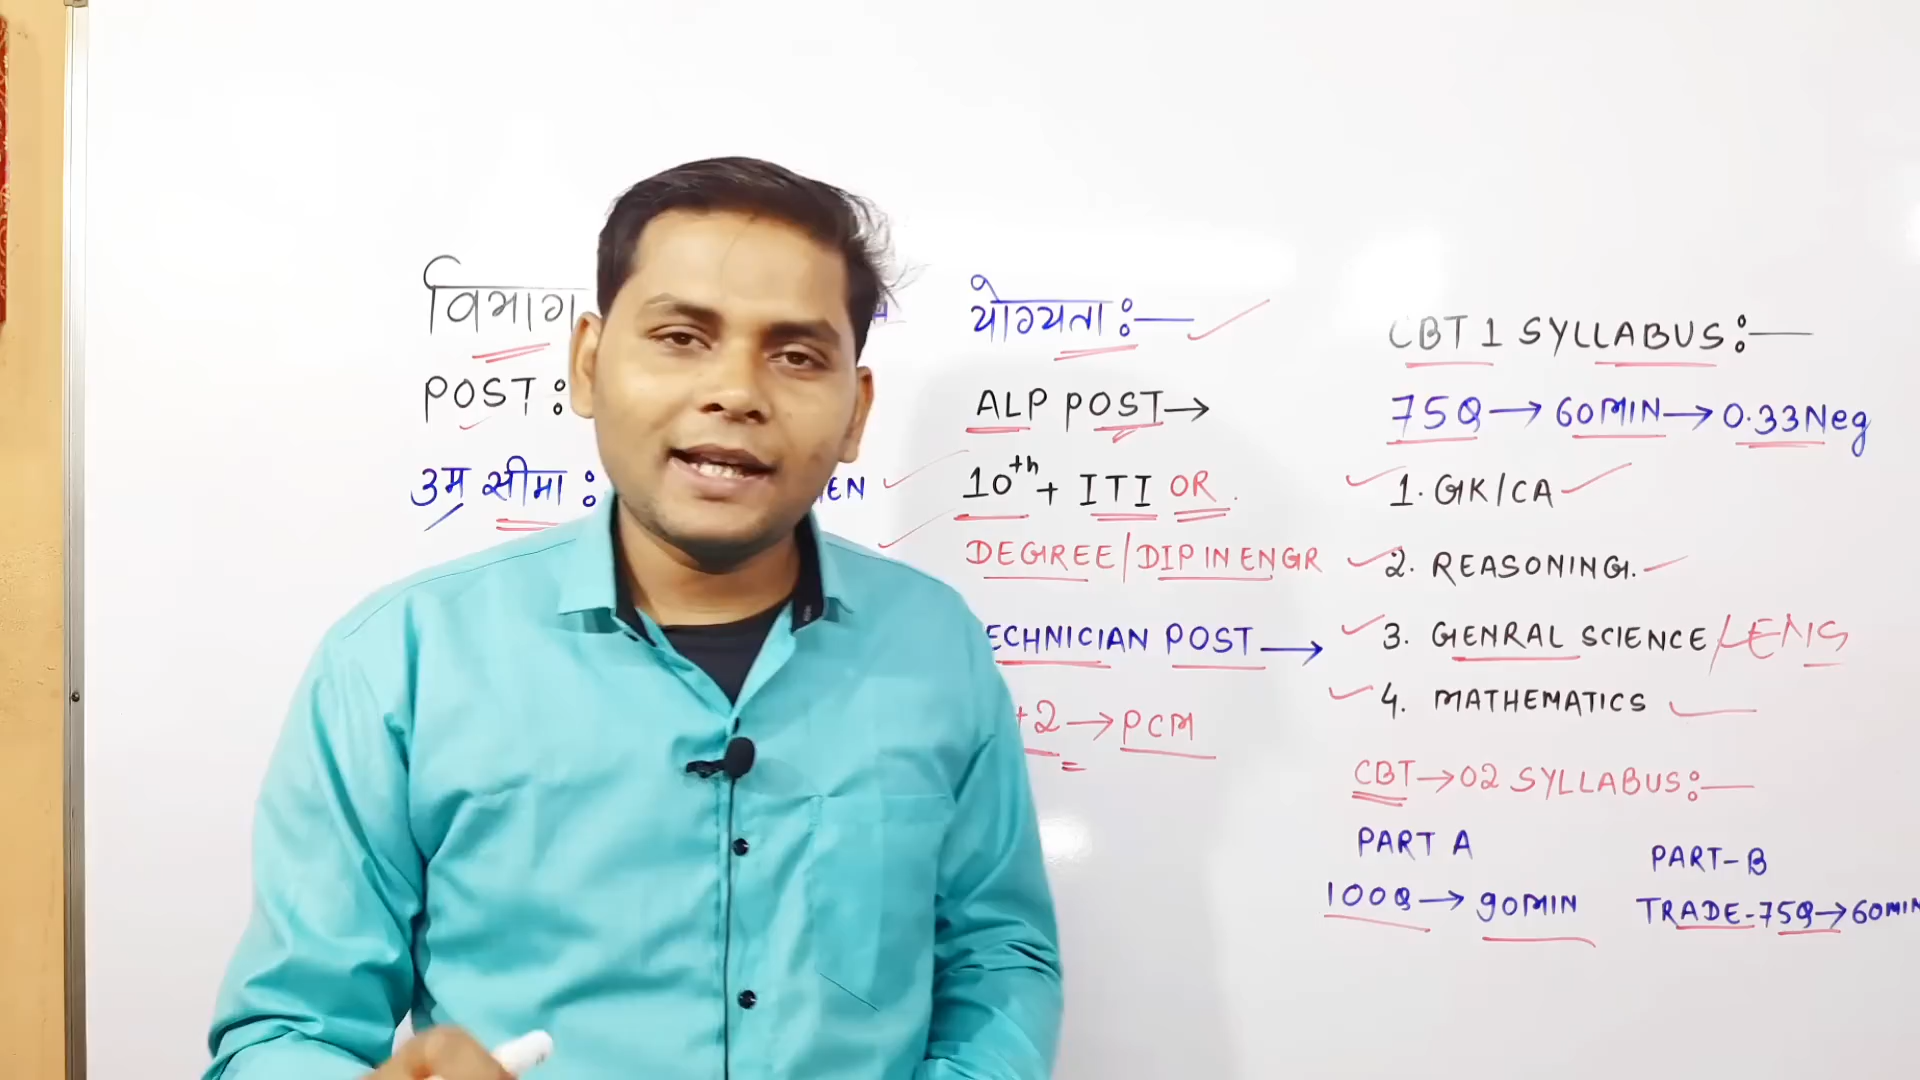 विभाग
POST :
उम्र सीमा : EN
योग्यता :—
ALP POST→
10th + ITI OR
DEGREE/DIP IN ENGR
ECHNICIAN POST→
+2→PCM
CBT 1 SYLLABUS :—
75Q→60MIN→0.33Neg
1. GK/CA
2. REASONING.
3. GENRAL SCIENCE/ENG
4. MATHEMATICS
CBT→02 SYLLABUS :—
PART A
100Q→90MIN
PART-B
TRADE-75Q→60MIN